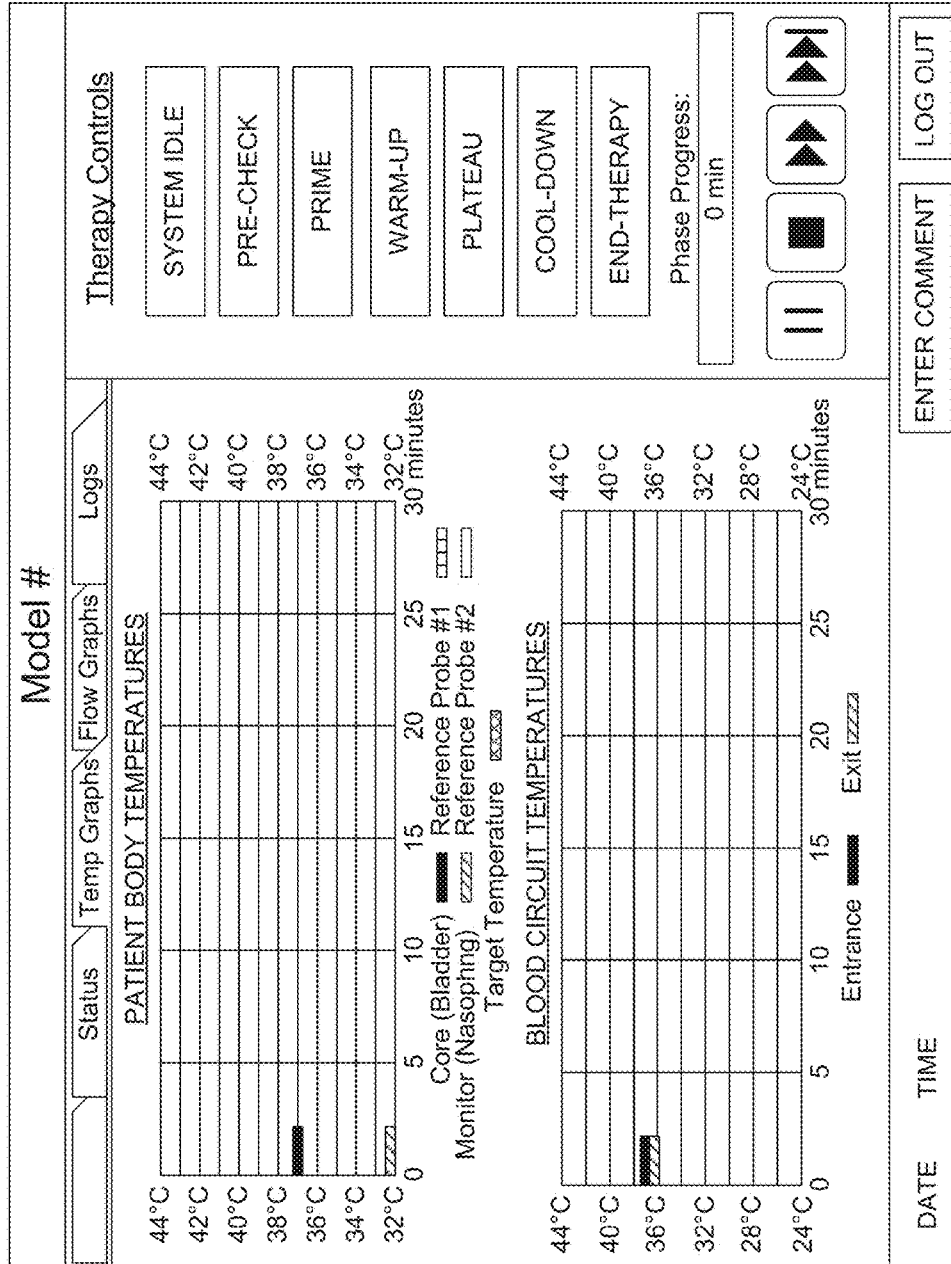 Model #
Status
Temp Graphs
Flow Graphs
Logs
PATIENT BODY TEMPERATURES
44°C
42°C
40°C
38°C
36°C
34°C
32°C
44°C
42°C
40°C
38°C
36°C
34°C
32°C
0 5 10 15 20 25 30 minutes
Core (Bladder) Reference Probe #1
Monitor (Nasophng) Reference Probe #2
Target Temperature
BLOOD CIRCUIT TEMPERATURES
44°C
40°C
36°C
32°C
28°C
24°C
44°C
40°C
36°C
32°C
28°C
24°C
0 5 10 15 20 25 30 minutes
Entrance Exit
Therapy Controls
SYSTEM IDLE
PRE-CHECK
PRIME
WARM-UP
PLATEAU
COOL-DOWN
END-THERAPY
Phase Progress:
0 min
DATE TIME
ENTER COMMENT
LOG OUT